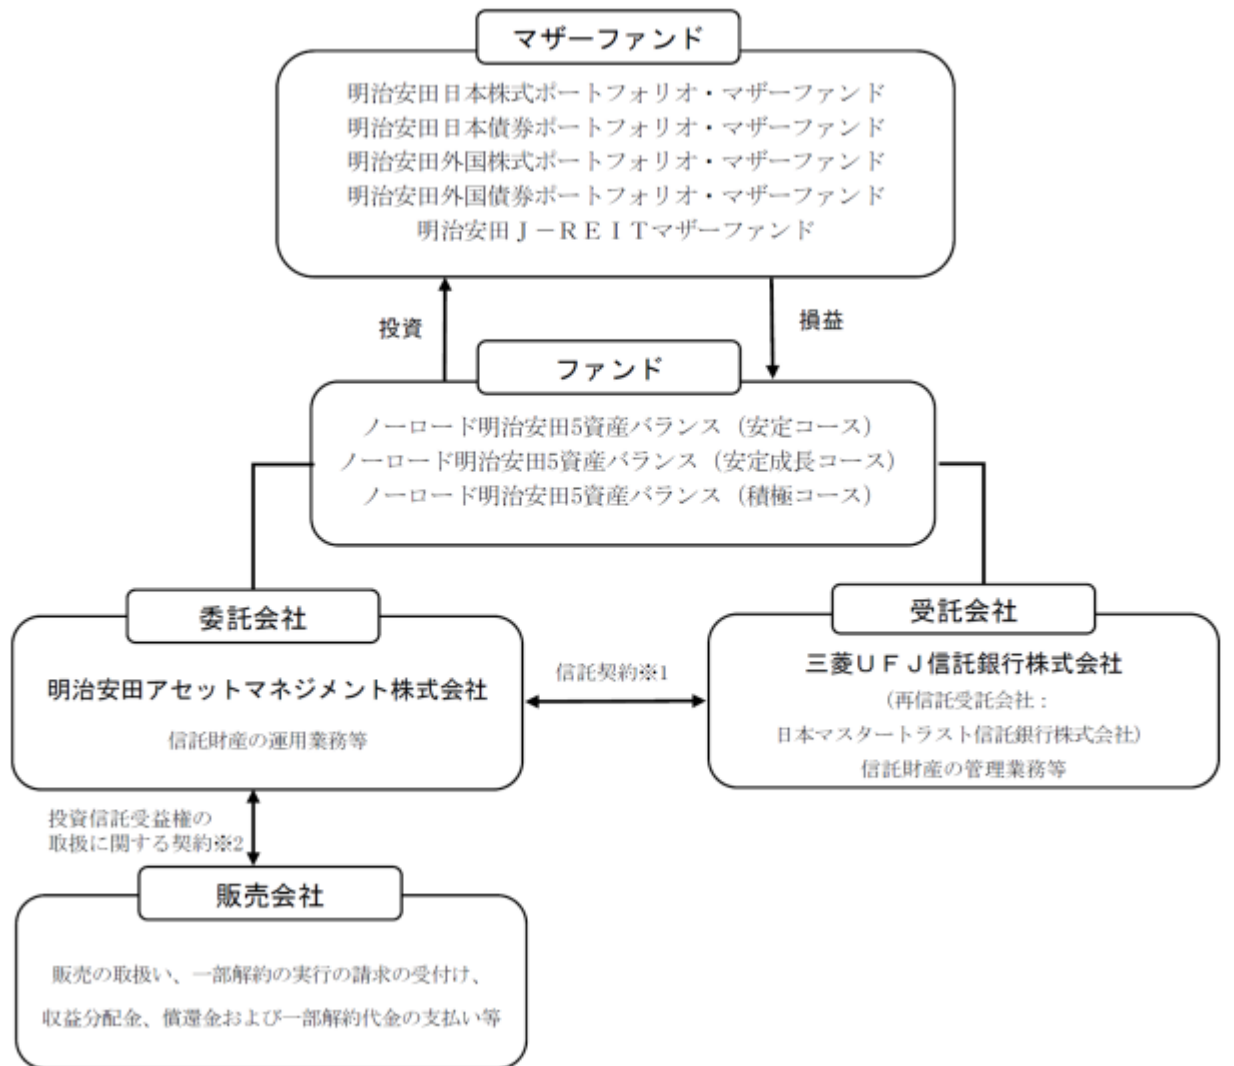 マザーファンド
明治安田日本株式ポートフォリオ・マザーファンド
明治安田日本債券ポートフォリオ・マザーファンド
明治安田外国株式ポートフォリオ・マザーファンド
明治安田外国債券ポートフォリオ・マザーファンド
明治安田Ｊ－ＲＥＩＴマザーファンド
投資
損益
ファンド
ノーロード明治安田5資産バランス（安定コース）
ノーロード明治安田5資産バランス（安定成長コース）
ノーロード明治安田5資産バランス（積極コース）
委託会社
明治安田アセットマネジメント株式会社
信託財産の運用業務等
信託契約※1
受託会社
三菱ＵＦＪ信託銀行株式会社
（再信託受託会社：
日本マスタートラスト信託銀行株式会社）
信託財産の管理業務等
投資信託受益権の
取扱に関する契約※2
販売会社
販売の取扱い、一部解約の実行の請求の受付け、
収益分配金、償還金および一部解約代金の支払い等